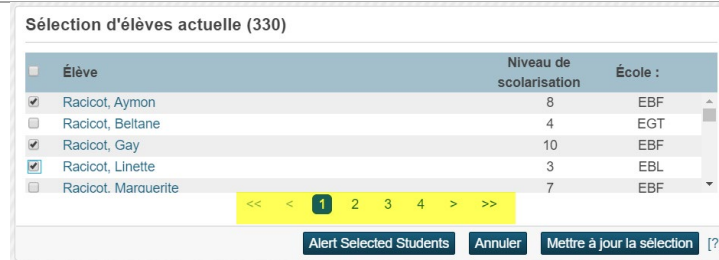 Sélection d'élèves actuelle (330)
Élève Niveau de scolarisation École :
Racicot, Aymon 8 EBF
Racicot, Beltane 4 EGT
Racicot, Gay 10 EBF
Racicot, Linette 3 EBL
Racicot, Marguerite 7 EBF
<< < 1 2 3 4 > >>
Alert Selected Students Annuler Mettre à jour la sélection [?